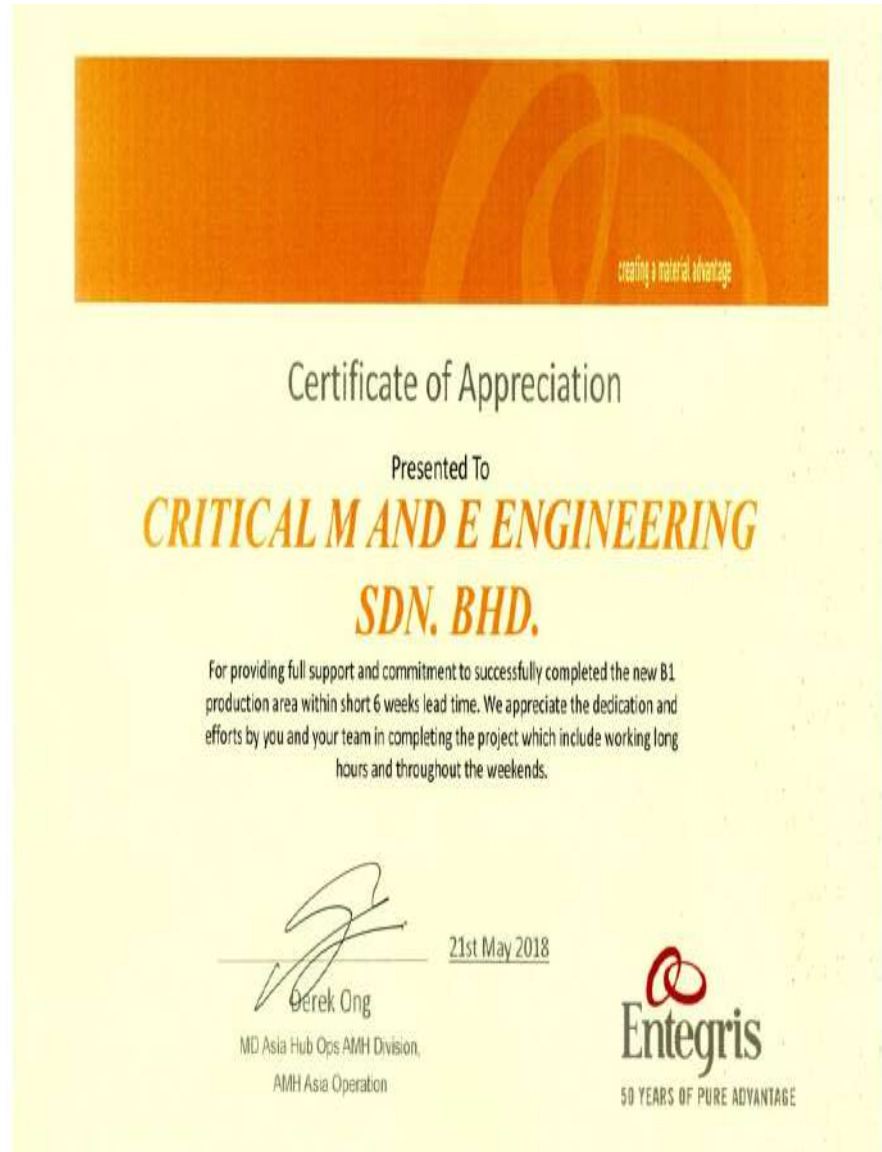 creating a material advantage
Certificate of Appreciation
Presented To
CRITICAL M AND E ENGINEERING
SDN. BHD.
For providing full support and commitment to successfully completed the new B1
production area within short 6 weeks lead time. We appreciate the dedication and
efforts by you and your team in completing the project which include working long
hours and throughout the weekends.
21st May 2018
Derek Ong
MD Asia Hub Ops AMH Division,
AMH Asia Operation
Entegris
50 YEARS OF PURE ADVANTAGE